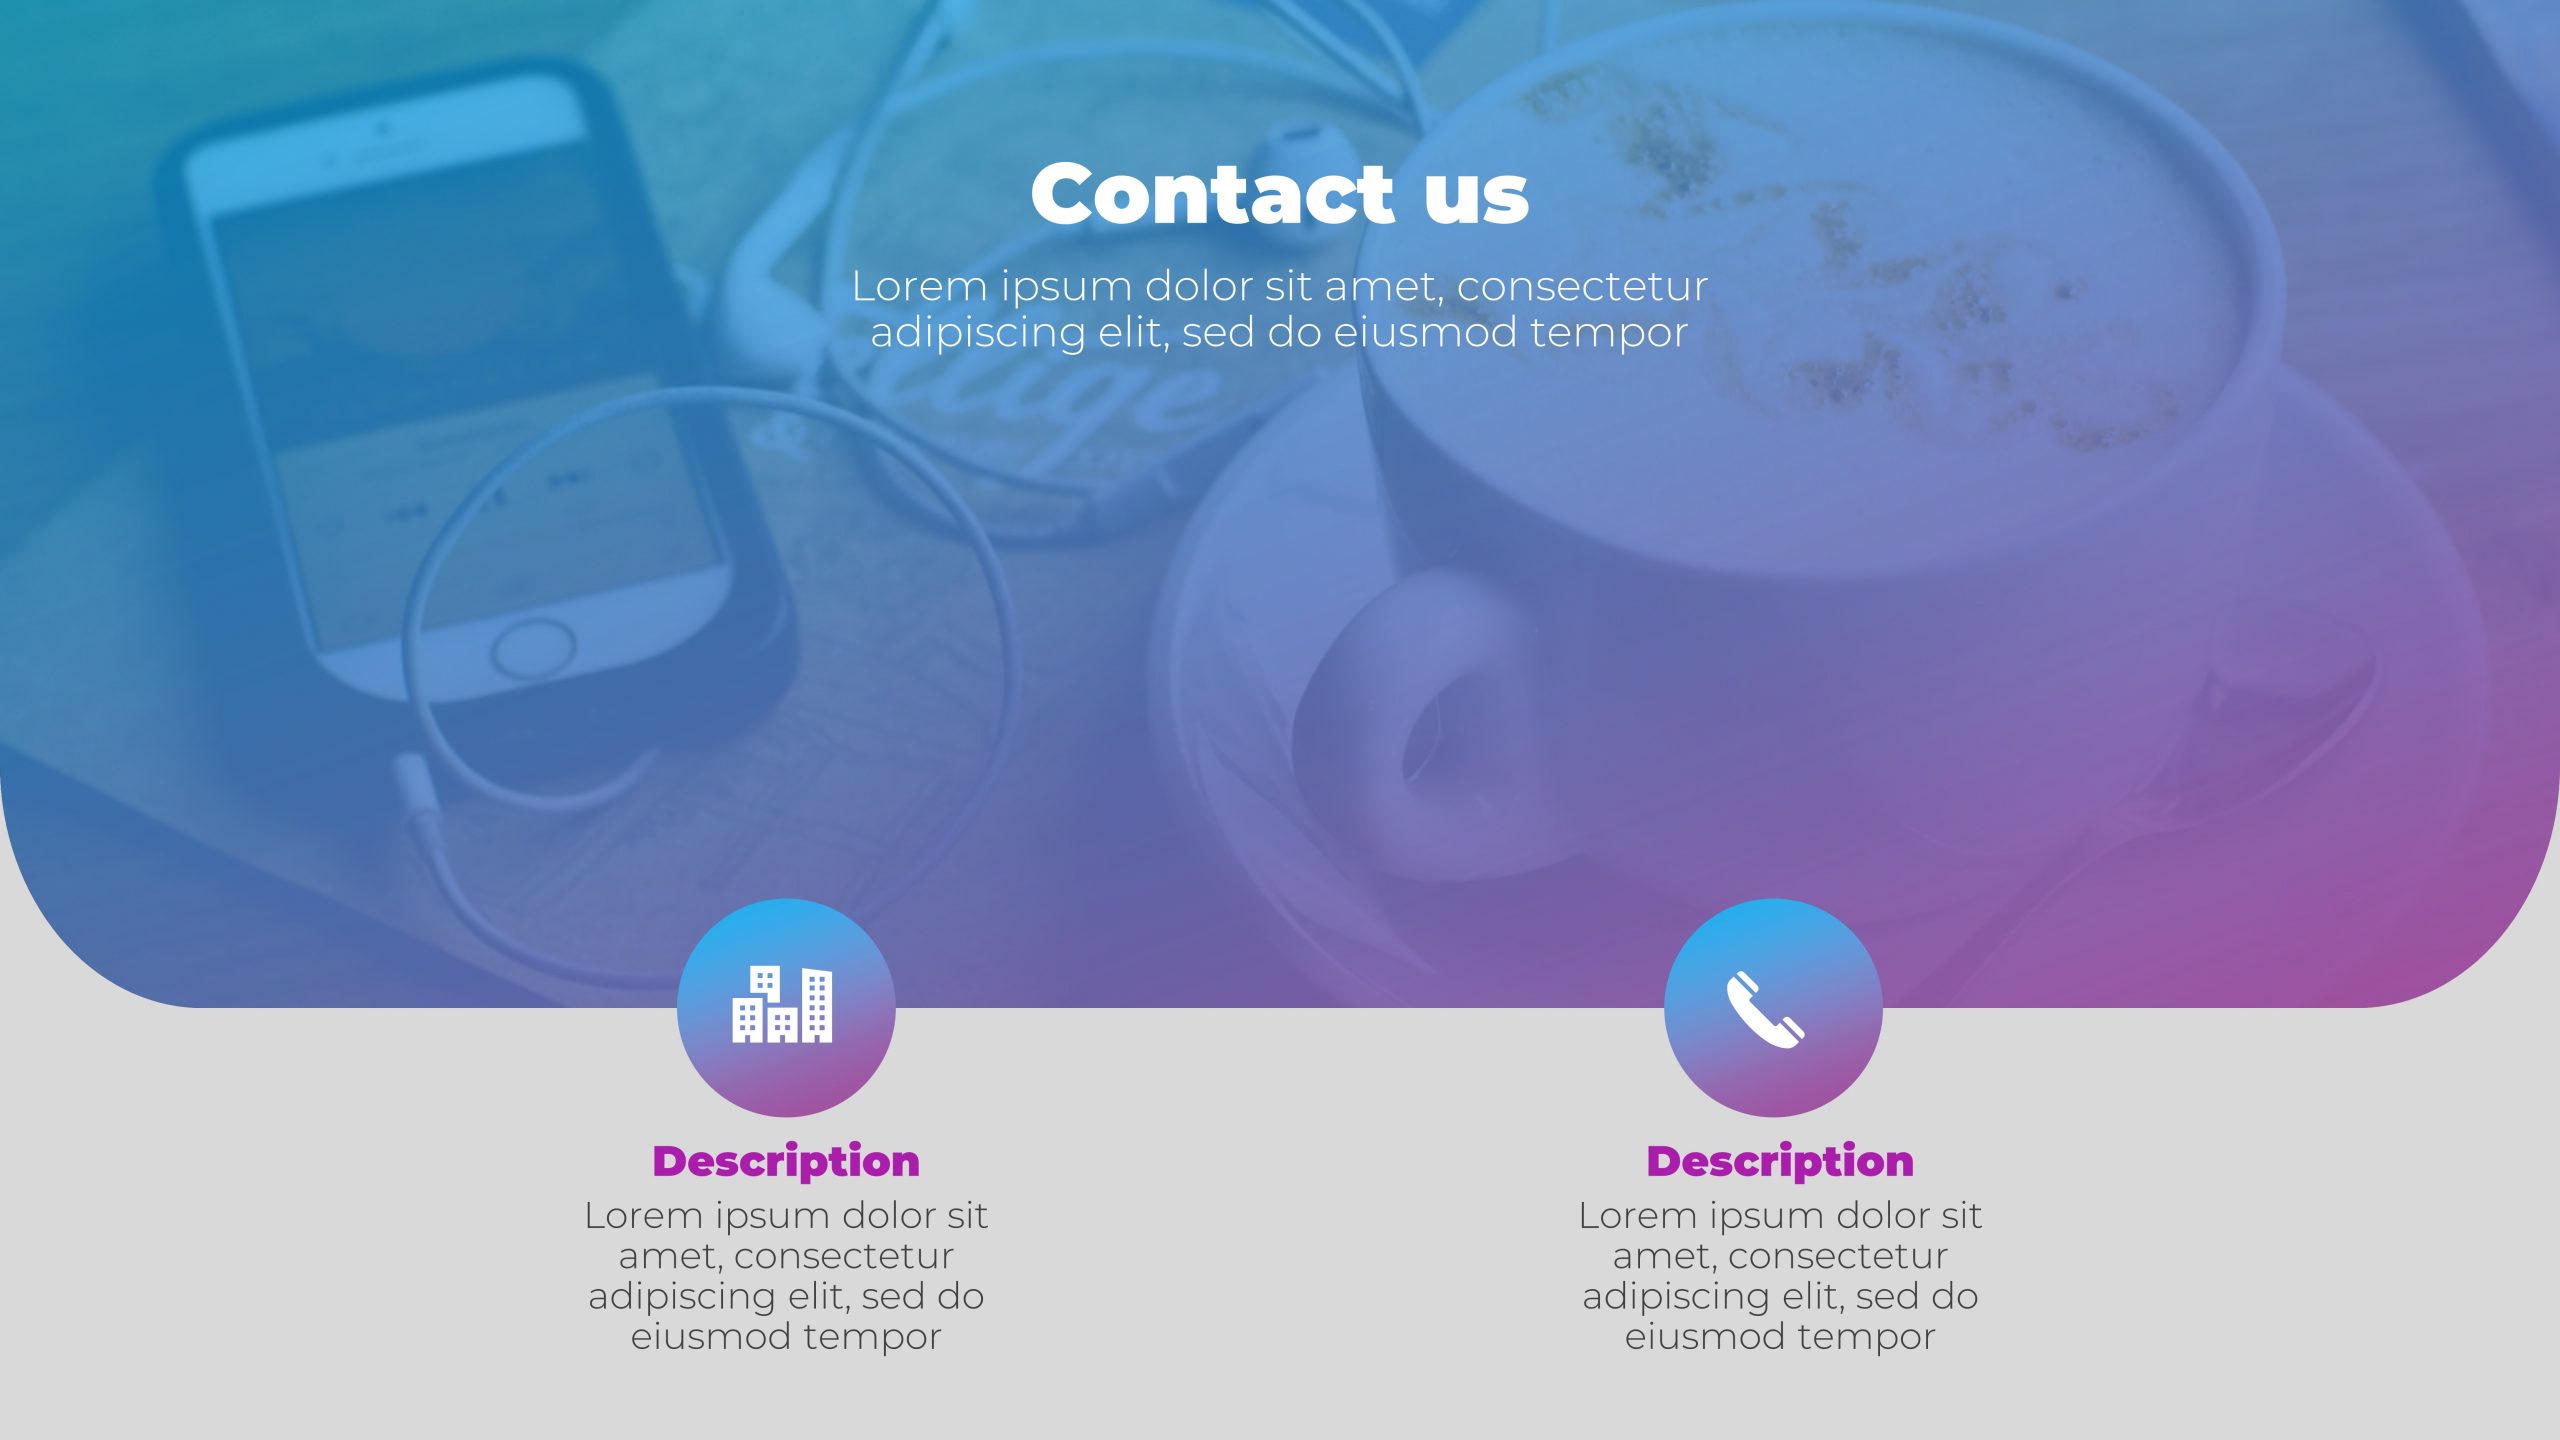 Contact us
Lorem ipsum dolor sit amet, consectetur
adipiscing elit, sed do eiusmod tempor
Description
Lorem ipsum dolor sit
amet, consectetur
adipiscing elit, sed do
eiusmod tempor
Description
Lorem ipsum dolor sit
amet, consectetur
adipiscing elit, sed do
eiusmod tempor